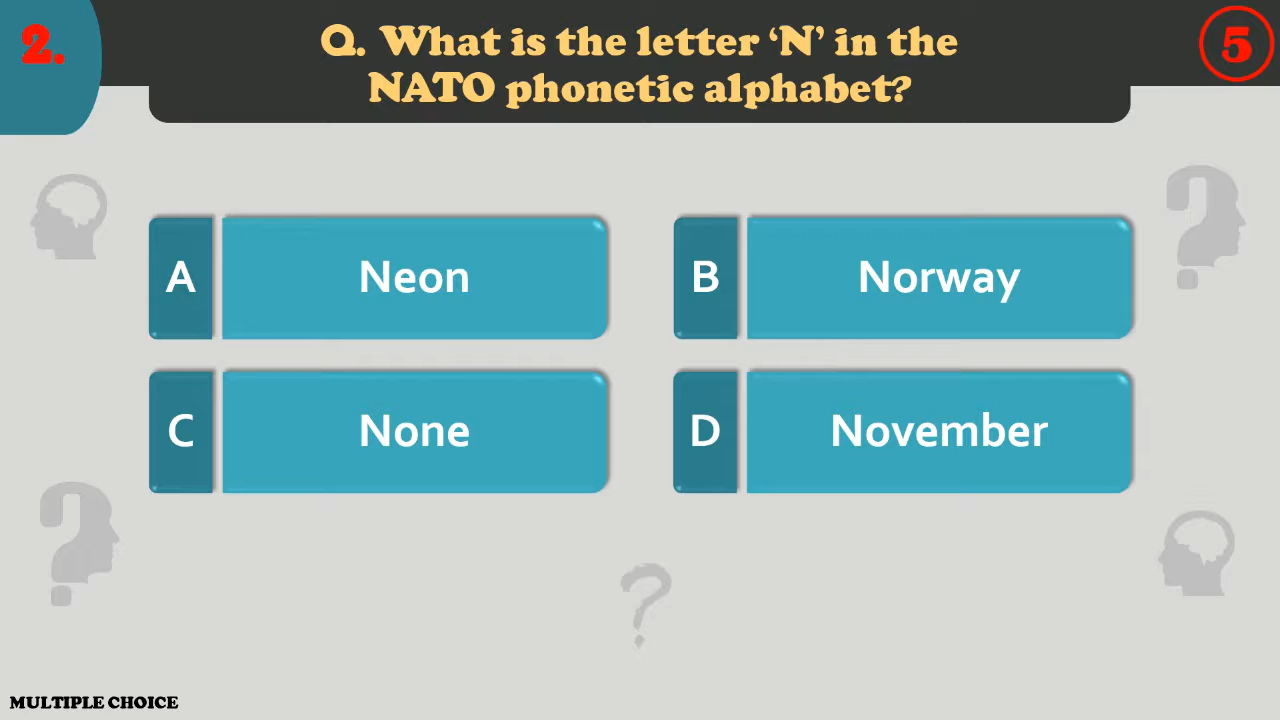 2.
Q. What is the letter ‘N’ in the
NATO phonetic alphabet?
5
A
Neon
B
Norway
C
None
D
November
MULTIPLE CHOICE